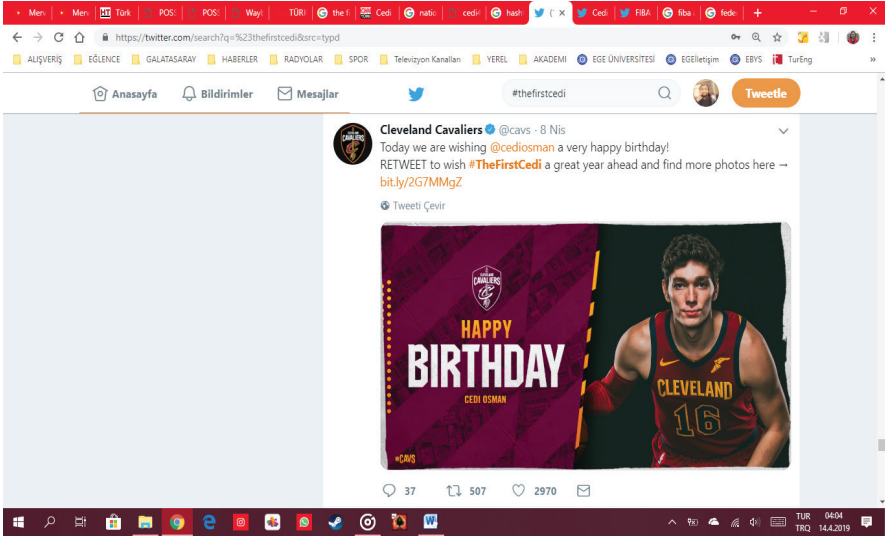 Men
Men
Türk
POS:
POS:
Wayl
TÜRI
the fi
Cedi
natio
cedi
hash
(
Cedi
FIBA
fiba
fede
https://twitter.com/search?q=%23thefirstcedi&src=typd
ALIŞVERİŞ EĞLENCE GALATASARAY HABERLER RADYOLAR SPOR Televizyon Kanalları YEREL AKADEMİ EGE ÜNİVERSİTESİ EGEİletişim EBYS TurEng
Anasayfa Bildirimler Mesajlar #thefirstcedi Tweetle
Cleveland Cavaliers @cavs · 8 Nis
Today we are wishing @cediosman a very happy birthday!
RETWEET to wish #TheFirstCedi a great year ahead and find more photos here →
bit.ly/2G7MMgZ
Tweeti Çevir
CAVALIERS
HAPPY
BIRTHDAY
CEDI OSMAN
#CAVS
CLEVELAND
16
37 507 2970
TUR 04:04
TRQ 14.4.2019